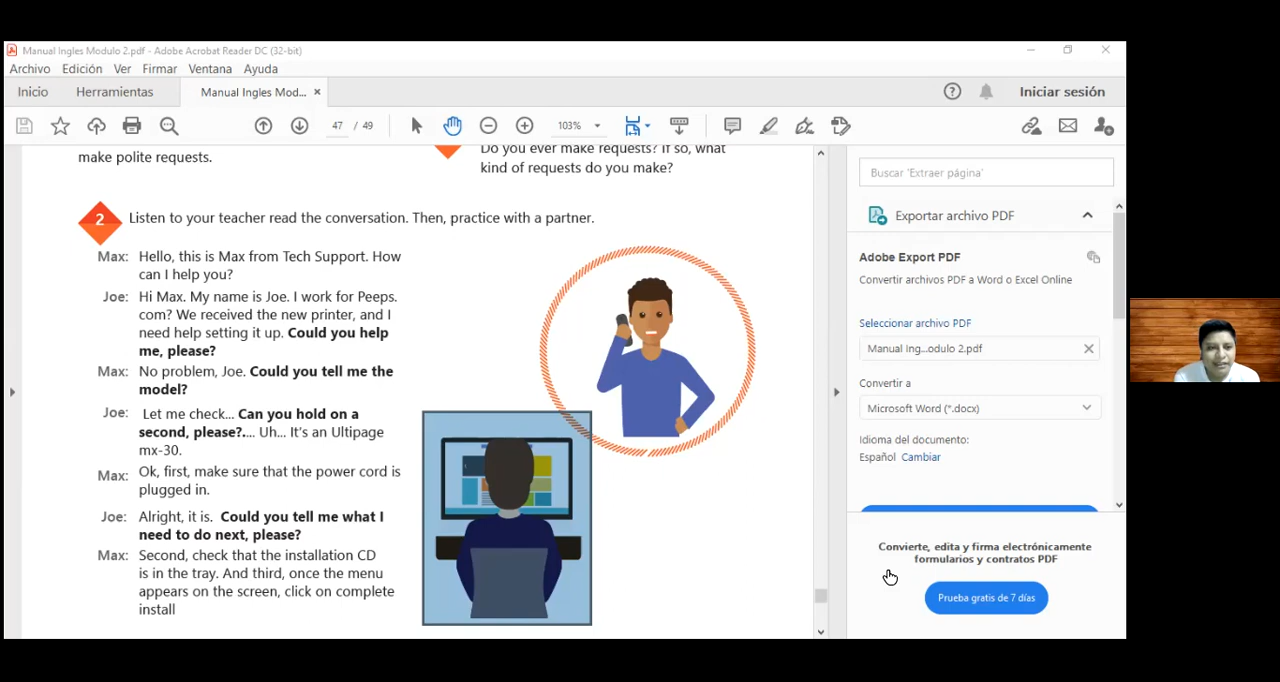 Manual Ingles Modulo 2.pdf - Adobe Acrobat Reader DC (32-bit)
Archivo Edición Ver Firmar Ventana Ayuda
Inicio Herramientas Manual Ingles Mod... × Iniciar sesión
47 / 49 103%
make polite requests.
Do you ever make requests? If so, what
kind of requests do you make?
2 Listen to your teacher read the conversation. Then, practice with a partner.
Max: Hello, this is Max from Tech Support. How
can I help you?
Joe: Hi Max. My name is Joe. I work for Peeps.
com? We received the new printer, and I
need help setting it up. Could you help
me, please?
Max: No problem, Joe. Could you tell me the
model?
Joe: Let me check... Can you hold on a
second, please?.... Uh... It's an Ultipage
mx-30.
Max: Ok, first, make sure that the power cord is
plugged in.
Joe: Alright, it is. Could you tell me what I
need to do next, please?
Max: Second, check that the installation CD
is in the tray. And third, once the menu
appears on the screen, click on complete
install
Buscar 'Extraer página'
Exportar archivo PDF
Adobe Export PDF
Convertir archivos PDF a Word o Excel Online
Seleccionar archivo PDF
Manual Ing...odulo 2.pdf
Convertir a
Microsoft Word (*.docx)
Idioma del documento:
Español Cambiar
Convierte, edita y firma electrónicamente
formularios y contratos PDF
Prueba gratis de 7 días